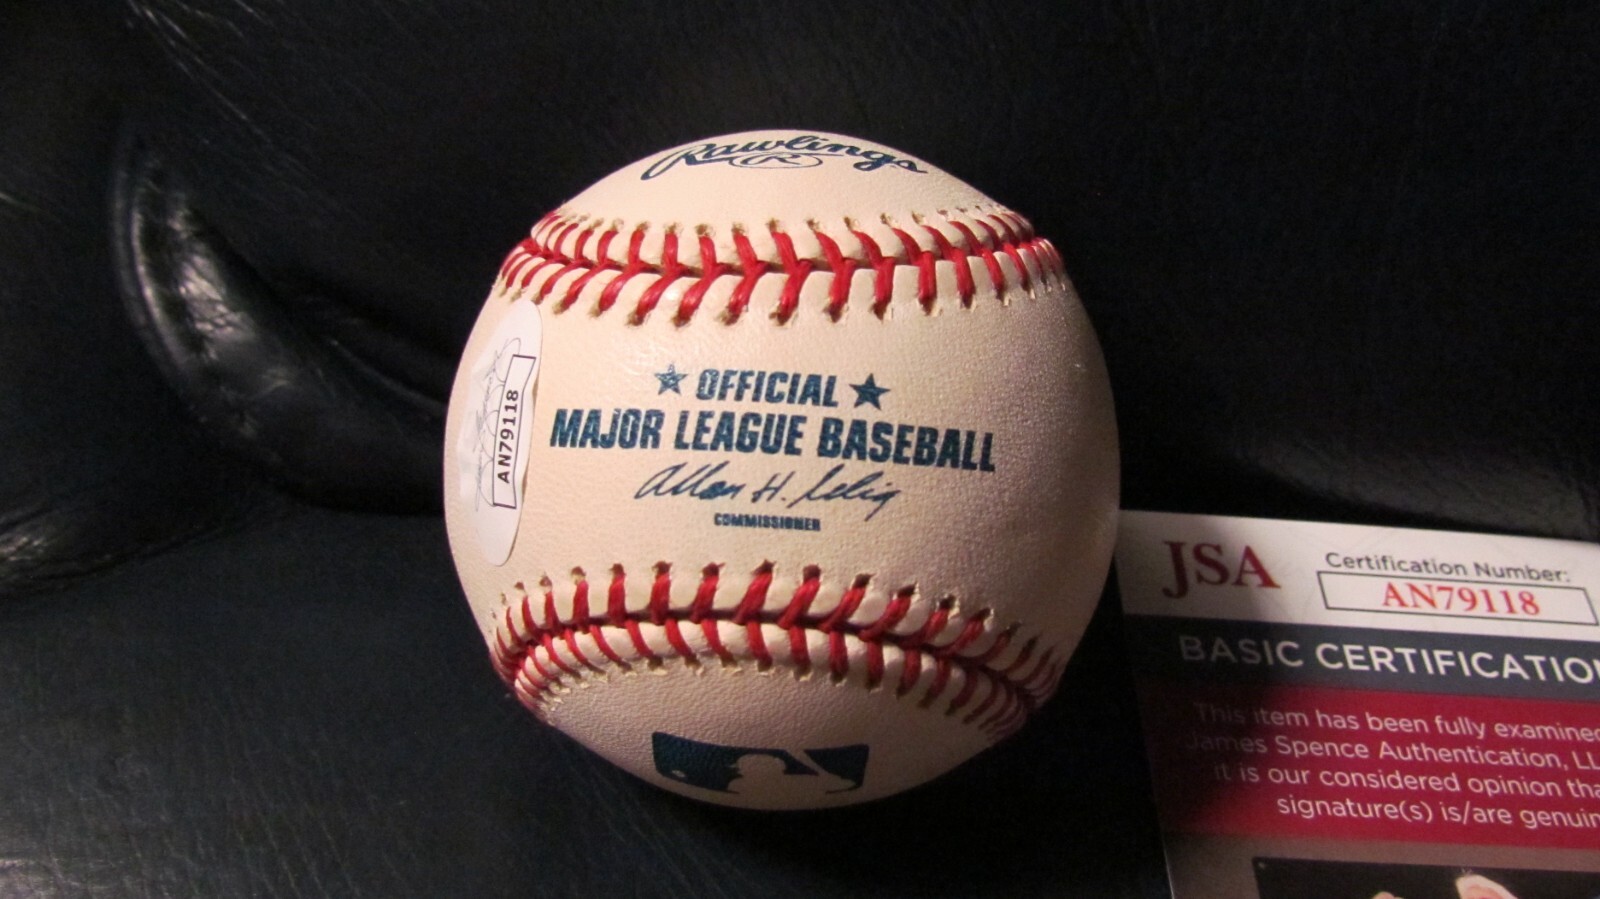 Rawlings
R
★ OFFICIAL ★
MAJOR LEAGUE BASEBALL
Allan H. Selig
COMMISSIONER
AN79118
JSA
Certification Number:
AN79118
BASIC CERTIFICATIO
This item has been fully examined
James Spence Authentication, LL
it is our considered opinion tha
signature(s) is/are genuin